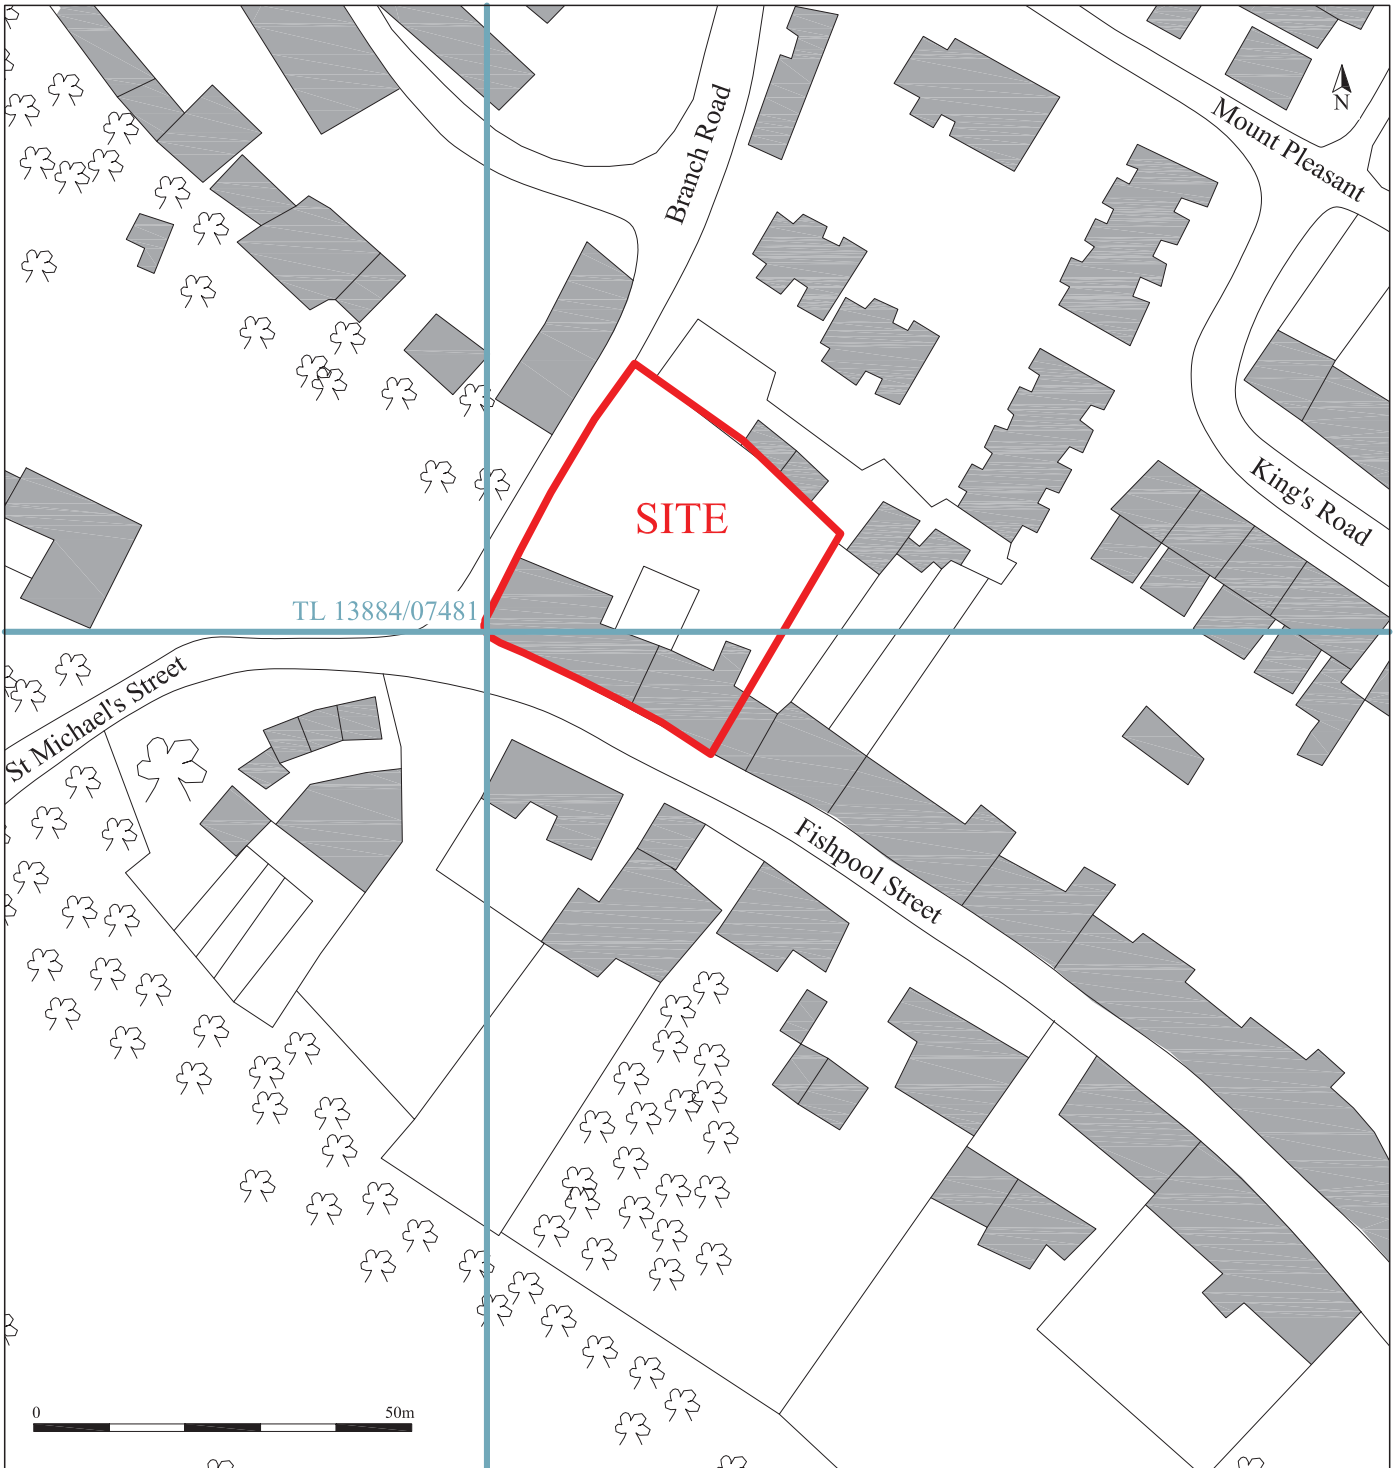 N
Mount Pleasant
Branch Road
King's Road
SITE
TL 13884/07481
St Michael's Street
Fishpool Street
0 50m